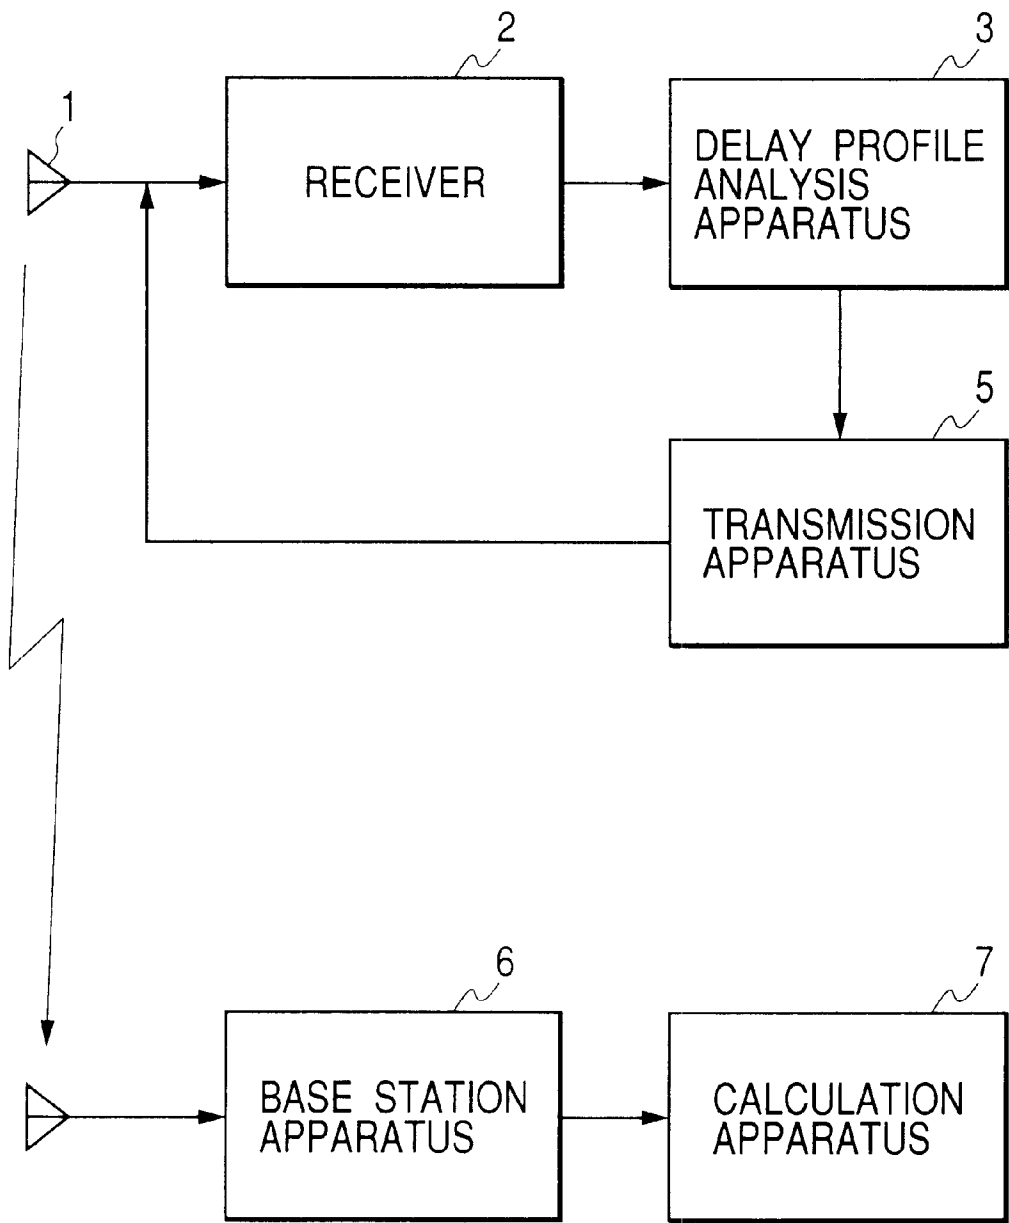 2
3
1
RECEIVER
DELAY PROFILE
ANALYSIS
APPARATUS
5
TRANSMISSION
APPARATUS
6
7
BASE STATION
APPARATUS
CALCULATION
APPARATUS